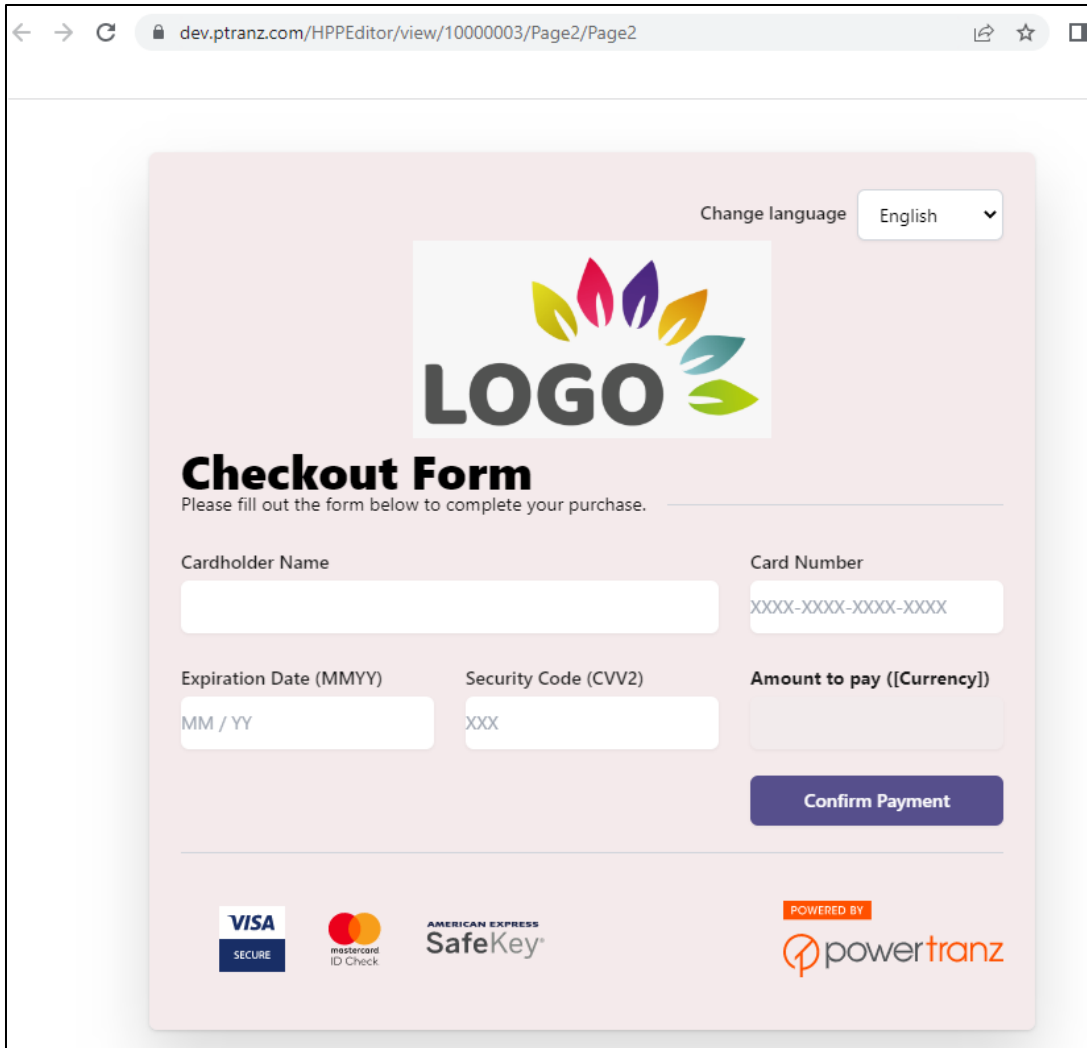 dev.ptranz.com/HPPEditor/view/10000003/Page2/Page2
Change language English
LOGO
Checkout Form
Please fill out the form below to complete your purchase.
Cardholder Name Card Number
XXXX-XXXX-XXXX-XXXX
Expiration Date (MMYY) Security Code (CVV2) Amount to pay ([Currency])
MM / YY XXX
Confirm Payment
VISA
SECURE
mastercard
ID Check
AMERICAN EXPRESS
SafeKey®
POWERED BY
powertranz